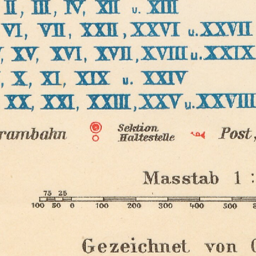 II, III, IV, XII u. XIII
VI, VII, XXII, XXVI u. XXVII
XV, XVI, XVII, XVIII u. XXIX
X, XI, XIX u. XXIV
XX, XXI, XXIII, XXV u. XXVIII
rambahn Sektion Haltestelle Post,
Masstab 1:
75 25
100 50 0 100 200 300 400 500
Gezeichnet von